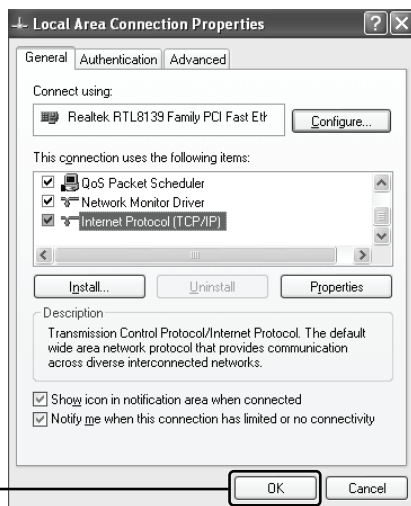 Local Area Connection Properties
General Authentication Advanced
Connect using:
Realtek RTL8139 Family PCI Fast Eth
Configure...
This connection uses the following items:
QoS Packet Scheduler
Network Monitor Driver
Internet Protocol (TCP/IP)
Install... Uninstall Properties
Description
Transmission Control Protocol/Internet Protocol. The default
wide area network protocol that provides communication
across diverse interconnected networks.
Show icon in notification area when connected
Notify me when this connection has limited or no connectivity
OK Cancel